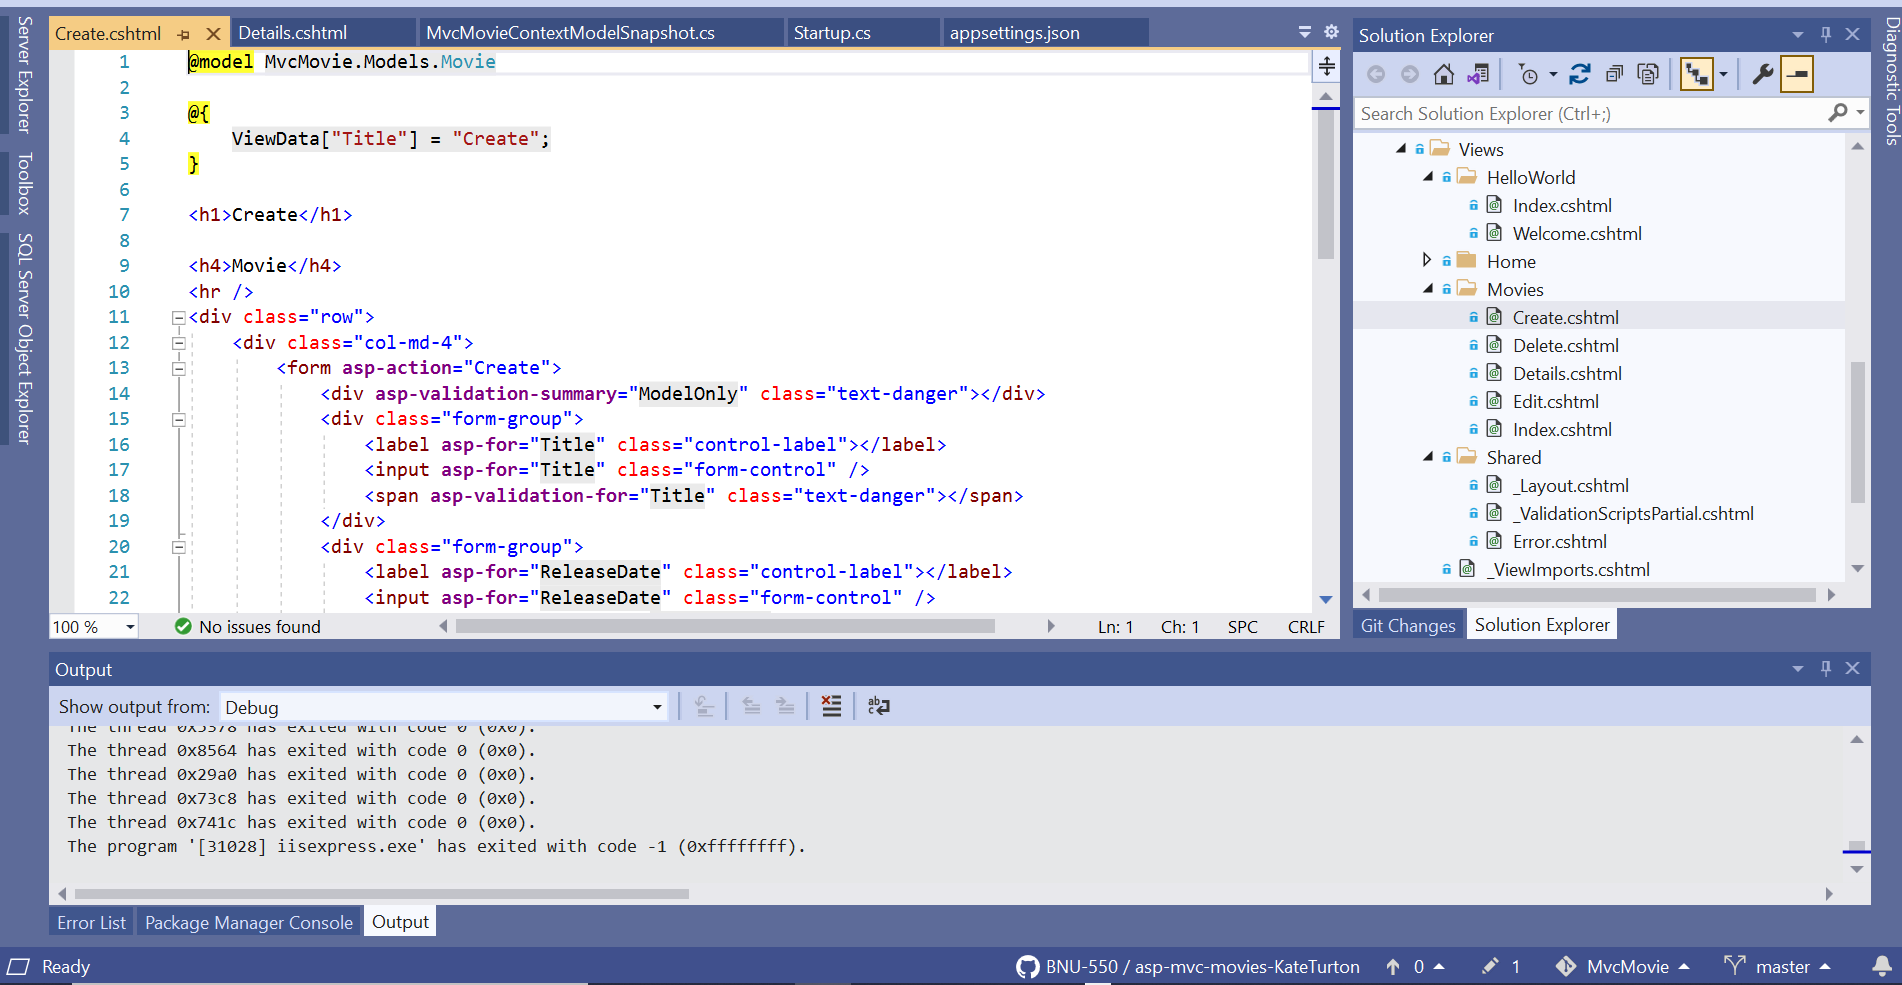 Server Explorer
Toolbox
SQL Server Object Explorer
Create.cshtml
Details.cshtml
MvcMovieContextModelSnapshot.cs
Startup.cs
appsettings.json
1 @model MvcMovie.Models.Movie
2
3 @{
4 ViewData["Title"] = "Create";
5 }
6
7 <h1>Create</h1>
8
9 <h4>Movie</h4>
10 <hr />
11 <div class="row">
12 <div class="col-md-4">
13 <form asp-action="Create">
14 <div asp-validation-summary="ModelOnly" class="text-danger"></div>
15 <div class="form-group">
16 <label asp-for="Title" class="control-label"></label>
17 <input asp-for="Title" class="form-control" />
18 <span asp-validation-for="Title" class="text-danger"></span>
19 </div>
20 <div class="form-group">
21 <label asp-for="ReleaseDate" class="control-label"></label>
22 <input asp-for="ReleaseDate" class="form-control" />
100 %
No issues found
Ln: 1 Ch: 1 SPC CRLF
Solution Explorer
Search Solution Explorer (Ctrl+;)
Views
HelloWorld
Index.cshtml
Welcome.cshtml
Home
Movies
Create.cshtml
Delete.cshtml
Details.cshtml
Edit.cshtml
Index.cshtml
Shared
_Layout.cshtml
_ValidationScriptsPartial.cshtml
Error.cshtml
_ViewImports.cshtml
Git Changes
Solution Explorer
Diagnostic Tools
Output
Show output from: Debug
The thread 0x5378 has exited with code 0 (0x0).
The thread 0x8564 has exited with code 0 (0x0).
The thread 0x29a0 has exited with code 0 (0x0).
The thread 0x73c8 has exited with code 0 (0x0).
The thread 0x741c has exited with code 0 (0x0).
The program '[31028] iisexpress.exe' has exited with code -1 (0xffffffff).
Error List
Package Manager Console
Output
Ready
BNU-550 / asp-mvc-movies-KateTurton
0
1
MvcMovie
master